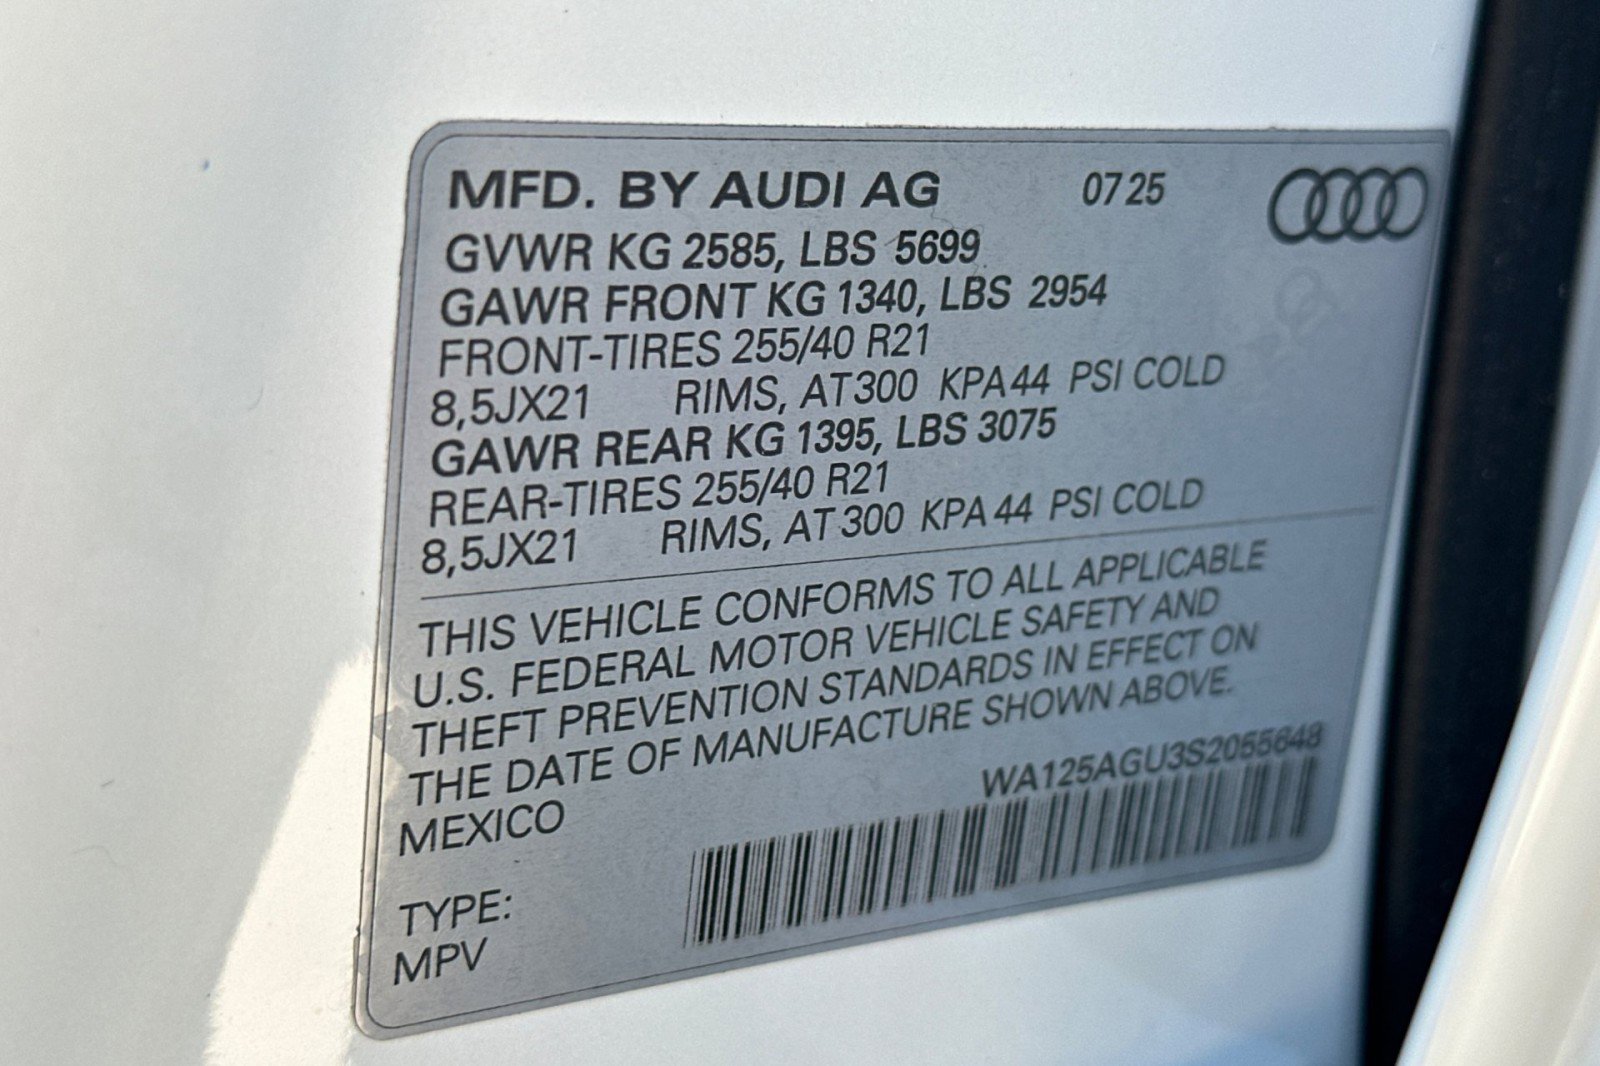 MFD. BY AUDI AG 07 25
GVWR KG 2585, LBS 5699
GAWR FRONT KG 1340, LBS 2954
FRONT-TIRES 255/40 R21
8,5JX21 RIMS, AT 300 KPA 44 PSI COLD
GAWR REAR KG 1395, LBS 3075
REAR-TIRES 255/40 R21
8,5JX21 RIMS, AT 300 KPA 44 PSI COLD
THIS VEHICLE CONFORMS TO ALL APPLICABLE
U.S. FEDERAL MOTOR VEHICLE SAFETY AND
THEFT PREVENTION STANDARDS IN EFFECT ON
THE DATE OF MANUFACTURE SHOWN ABOVE.
MEXICO
WA125AGU3S2055648
TYPE:
MPV